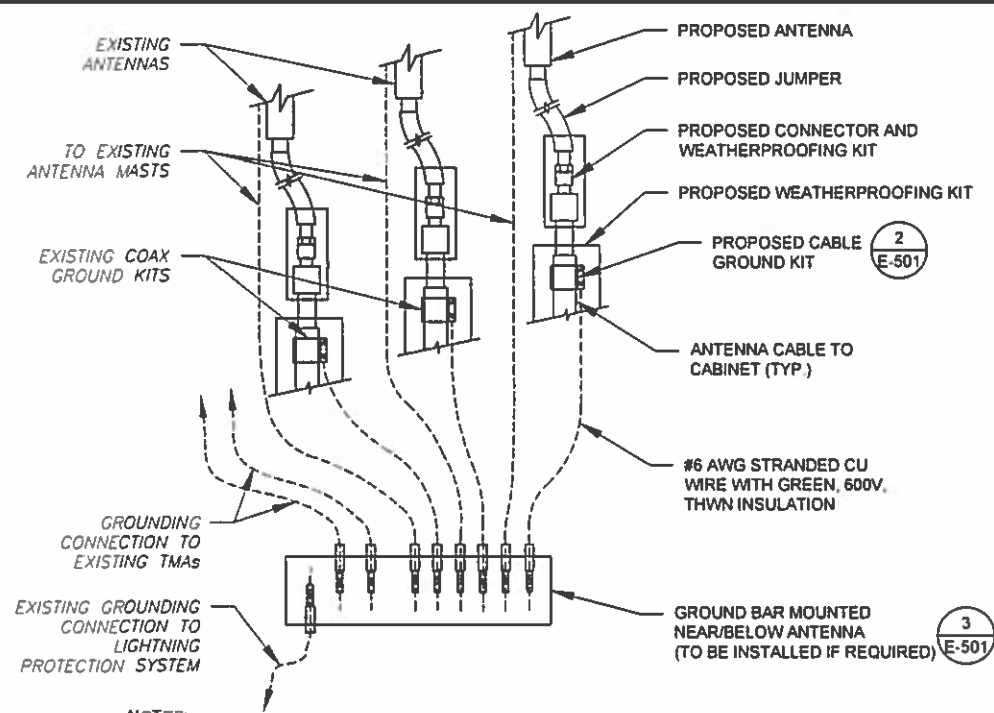 EXISTING
ANTENNAS
TO EXISTING
ANTENNA MASTS
EXISTING COAX
GROUND KITS
GROUNDING
CONNECTION TO
EXISTING TMAs
EXISTING GROUNDING
CONNECTION TO
LIGHTNING
PROTECTION SYSTEM
PROPOSED ANTENNA
PROPOSED JUMPER
PROPOSED CONNECTOR AND
WEATHERPROOFING KIT
PROPOSED WEATHERPROOFING KIT
PROPOSED CABLE
GROUND KIT
2
E-501
ANTENNA CABLE TO
CABINET (TYP.)
#6 AWG STRANDED CU
WIRE WITH GREEN, 600V,
THWN INSULATION
GROUND BAR MOUNTED
NEAR/BELOW ANTENNA
(TO BE INSTALLED IF REQUIRED)
3
E-501